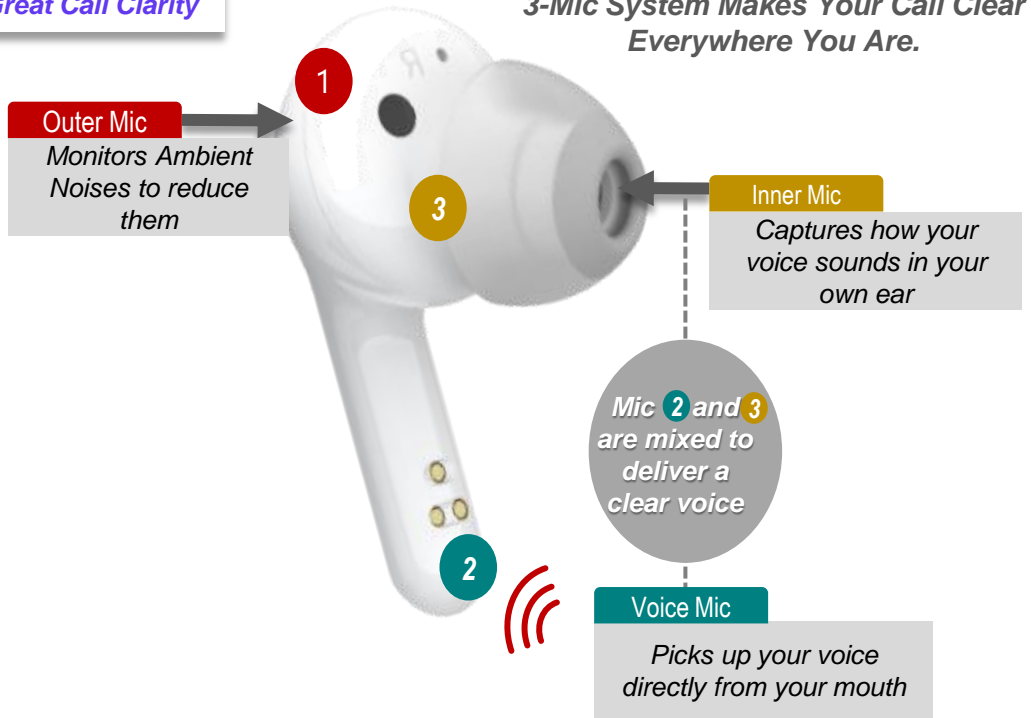 Great Call Clarity
3-Mic System Makes Your Call Clear
Everywhere You Are.
R
1
Outer Mic
Monitors Ambient
Noises to reduce
them
3
Inner Mic
Captures how your
voice sounds in your
own ear
Mic 2 and 3
are mixed to
deliver a
clear voice
2
Voice Mic
Picks up your voice
directly from your mouth